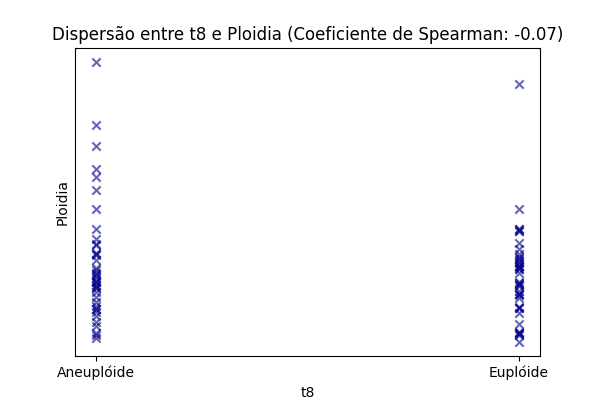 Dispersão entre t8 e Ploidia (Coeficiente de Spearman: -0.07)
Ploidia
Aneuplóide Euplóide
t8